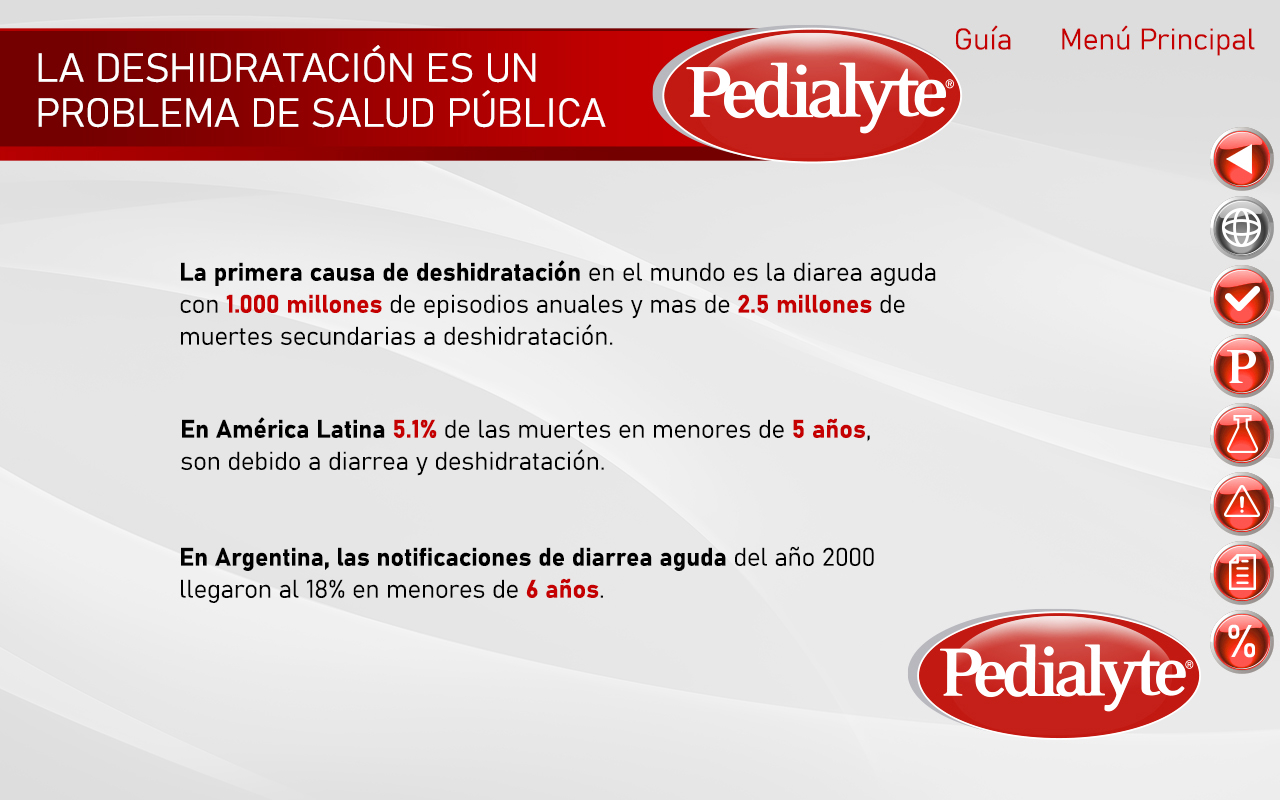 LA DESHIDRATACIÓN ES UN
PROBLEMA DE SALUD PÚBLICA
Pedialyte®
Guía
Menú Principal
La primera causa de deshidratación en el mundo es la diarea aguda
con 1.000 millones de episodios anuales y mas de 2.5 millones de
muertes secundarias a deshidratación.
En América Latina 5.1% de las muertes en menores de 5 años,
son debido a diarrea y deshidratación.
En Argentina, las notificaciones de diarrea aguda del año 2000
llegaron al 18% en menores de 6 años.
P
%
Pedialyte®